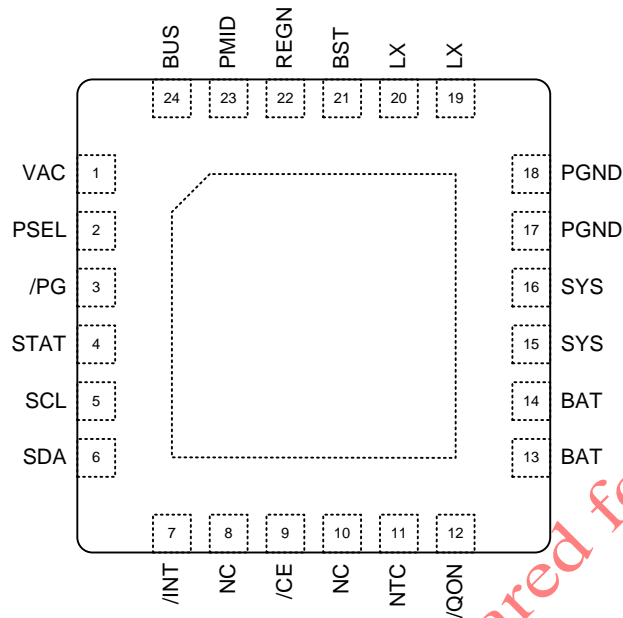 BUS PMID REGN BST LX LX
24 23 22 21 20 19
VAC 1 18 PGND
PSEL 2 17 PGND
/PG 3 16 SYS
STAT 4 15 SYS
SCL 5 14 BAT
SDA 6 13 BAT
7 8 9 10 11 12
/INT NC /CE NC NTC /QON